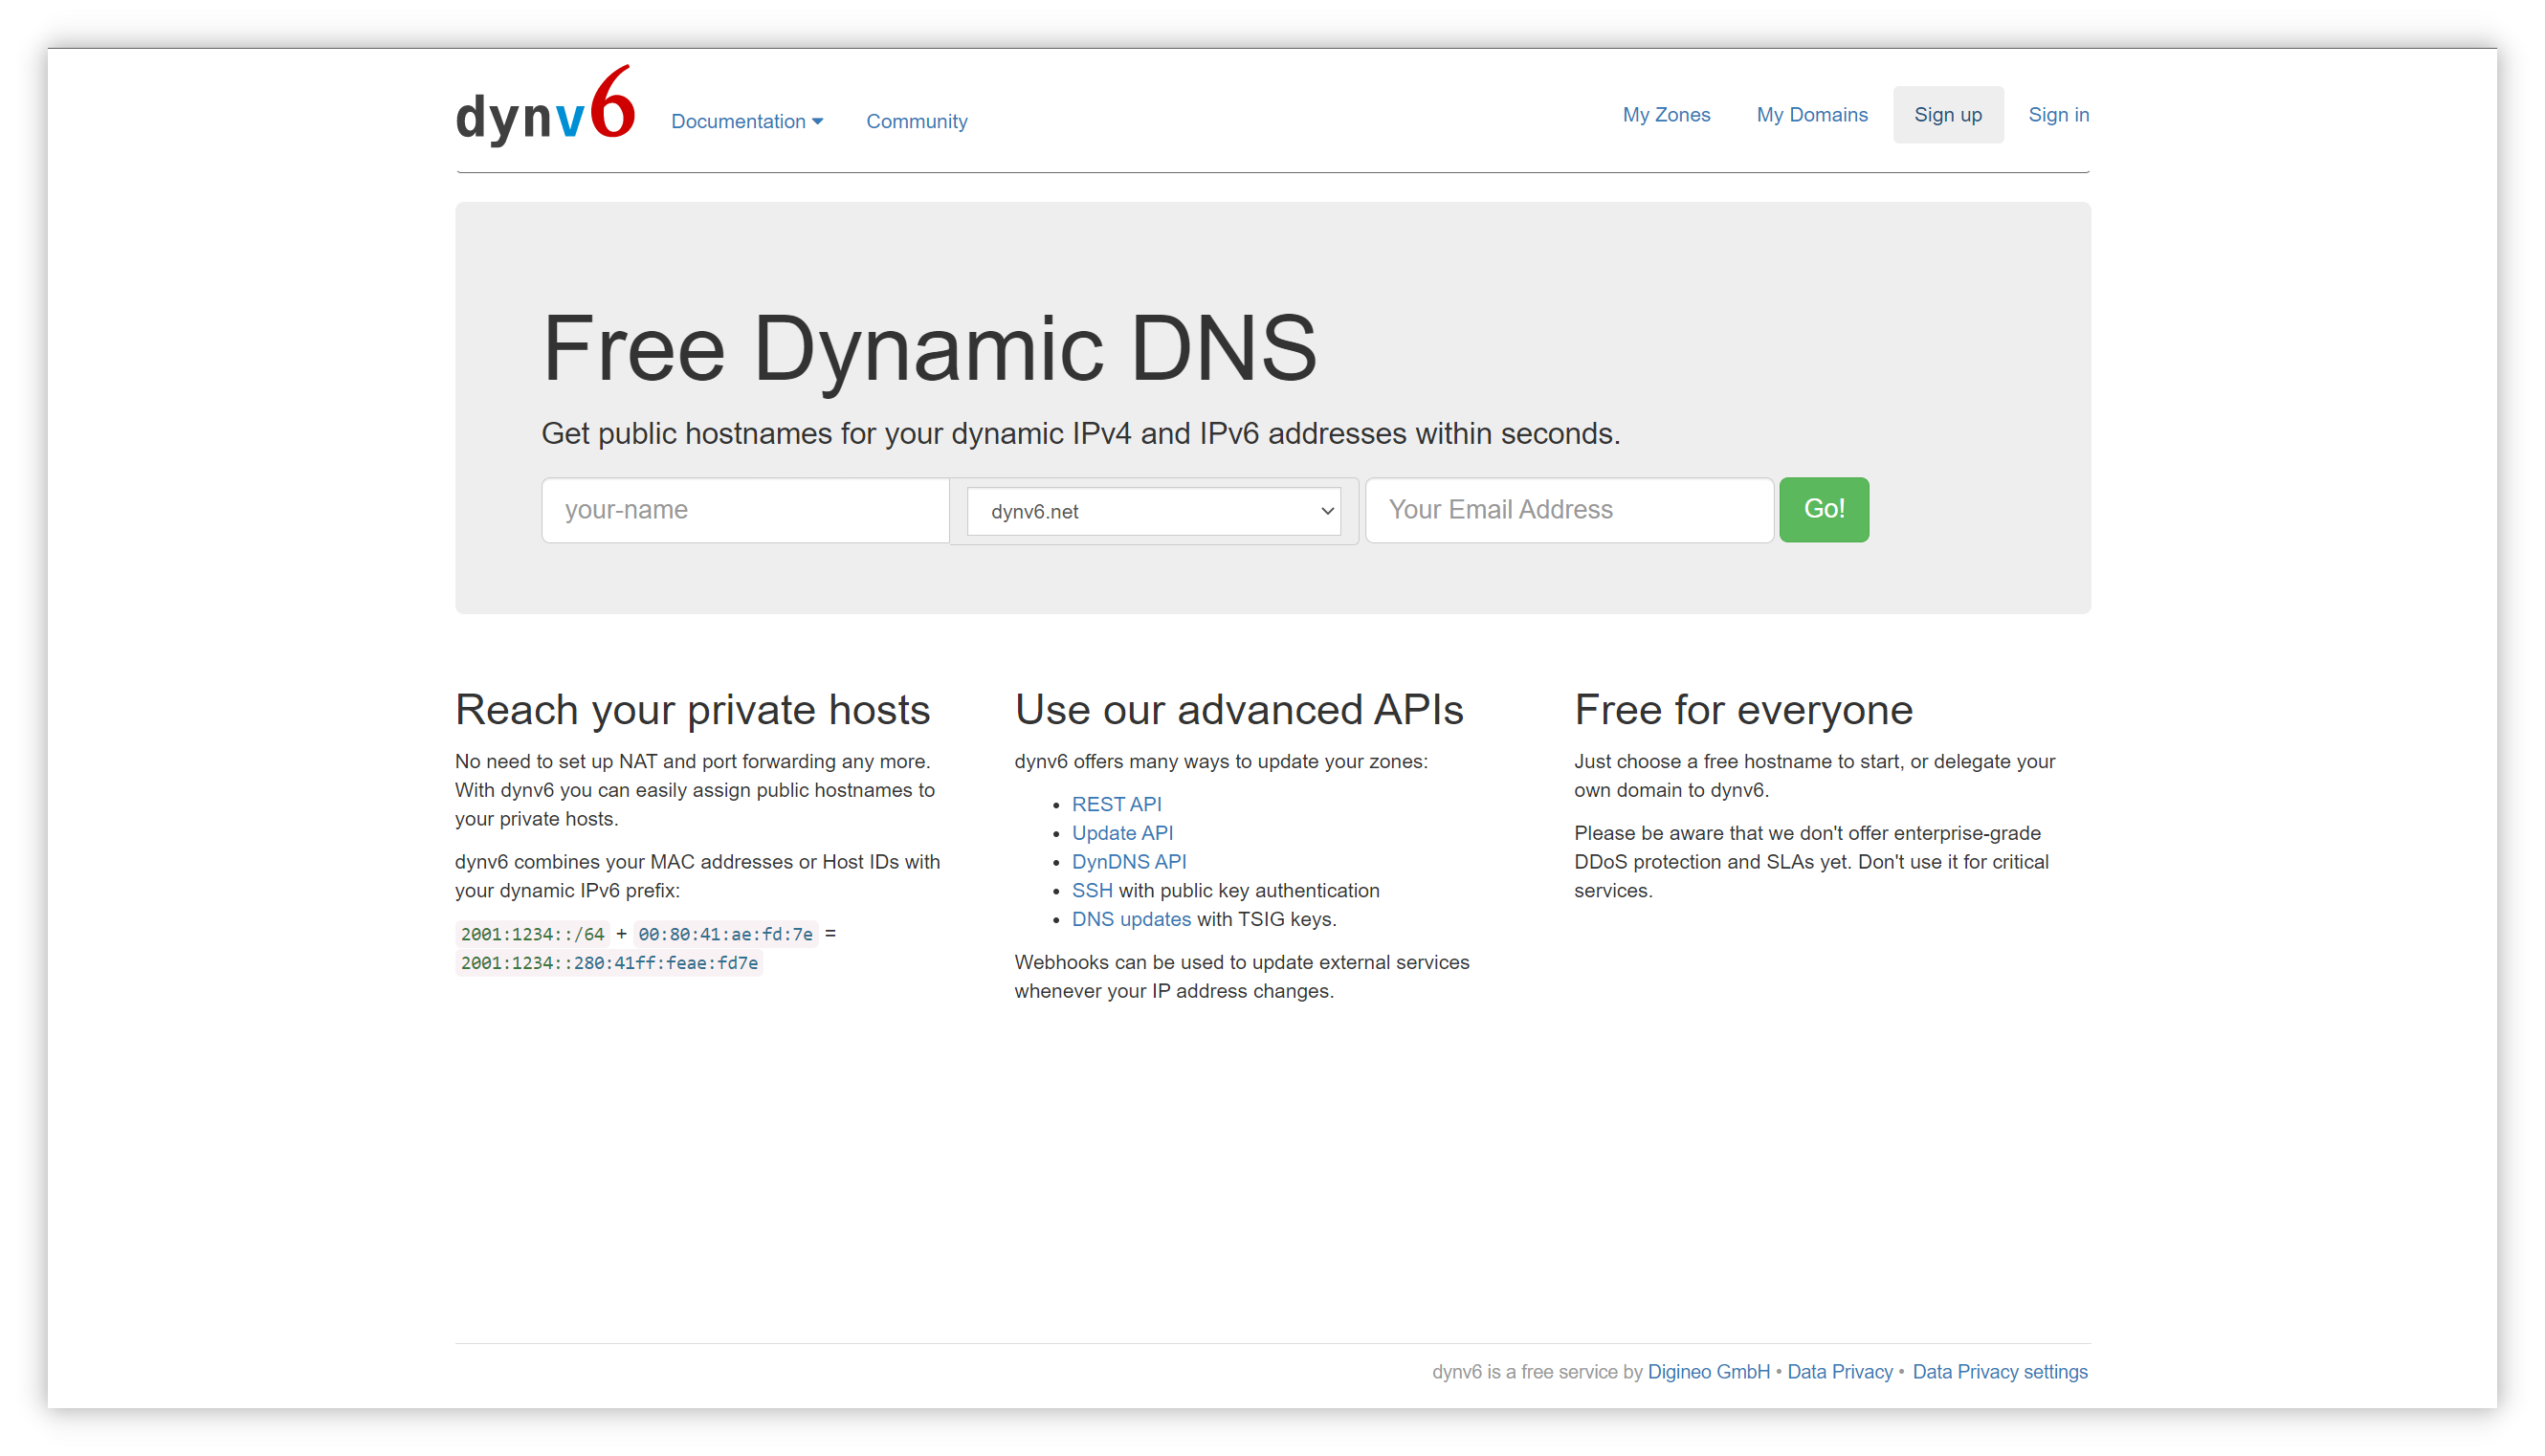 dynv6
Documentation
Community
My Zones
My Domains
Sign up
Sign in
Free Dynamic DNS
Get public hostnames for your dynamic IPv4 and IPv6 addresses within seconds.
your-name
dynv6.net
Your Email Address
Go!
Reach your private hosts
No need to set up NAT and port forwarding any more.
With dynv6 you can easily assign public hostnames to
your private hosts.
dynv6 combines your MAC addresses or Host IDs with
your dynamic IPv6 prefix:
2001:1234::/64 + 00:80:41:ae:fd:7e =
2001:1234::280:41ff:feae:fd7e
Use our advanced APIs
dynv6 offers many ways to update your zones:
• REST API
• Update API
• DynDNS API
• SSH with public key authentication
• DNS updates with TSIG keys.
Webhooks can be used to update external services
whenever your IP address changes.
Free for everyone
Just choose a free hostname to start, or delegate your
own domain to dynv6.
Please be aware that we don't offer enterprise-grade
DDoS protection and SLAs yet. Don't use it for critical
services.
dynv6 is a free service by Digineo GmbH • Data Privacy • Data Privacy settings